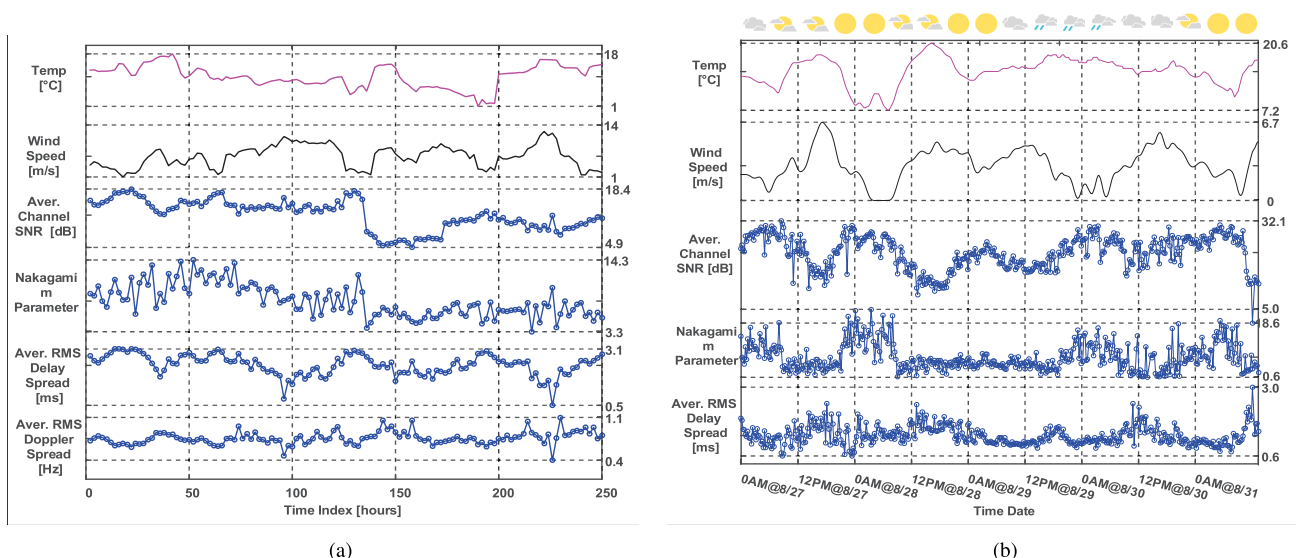 18
Temp
[°C]
1
14
Wind
Speed
[m/s]
1
18.4
Aver.
Channel
SNR [dB]
4.9
14.3
Nakagami
m
Parameter
3.3
3.1
Aver. RMS
Delay
Spread
[ms]
0.5
1.1
Aver. RMS
Doppler
Spread
[Hz]
0.4
0 50 100 150 200 250
Time Index [hours]
(a)
20.6
Temp
[°C]
7.2
6.7
Wind
Speed
[m/s]
0
32.1
Aver.
Channel
SNR [dB]
5.0
18.6
Nakagami
m
Parameter
0.6
3.0
Aver. RMS
Delay
Spread
[ms]
0.6
0AM@8/27 12PM@8/27 0AM@8/28 12PM@8/28 0AM@8/29 12PM@8/29 0AM@8/30 12PM@8/30 0AM@8/31
Time Date
(b)